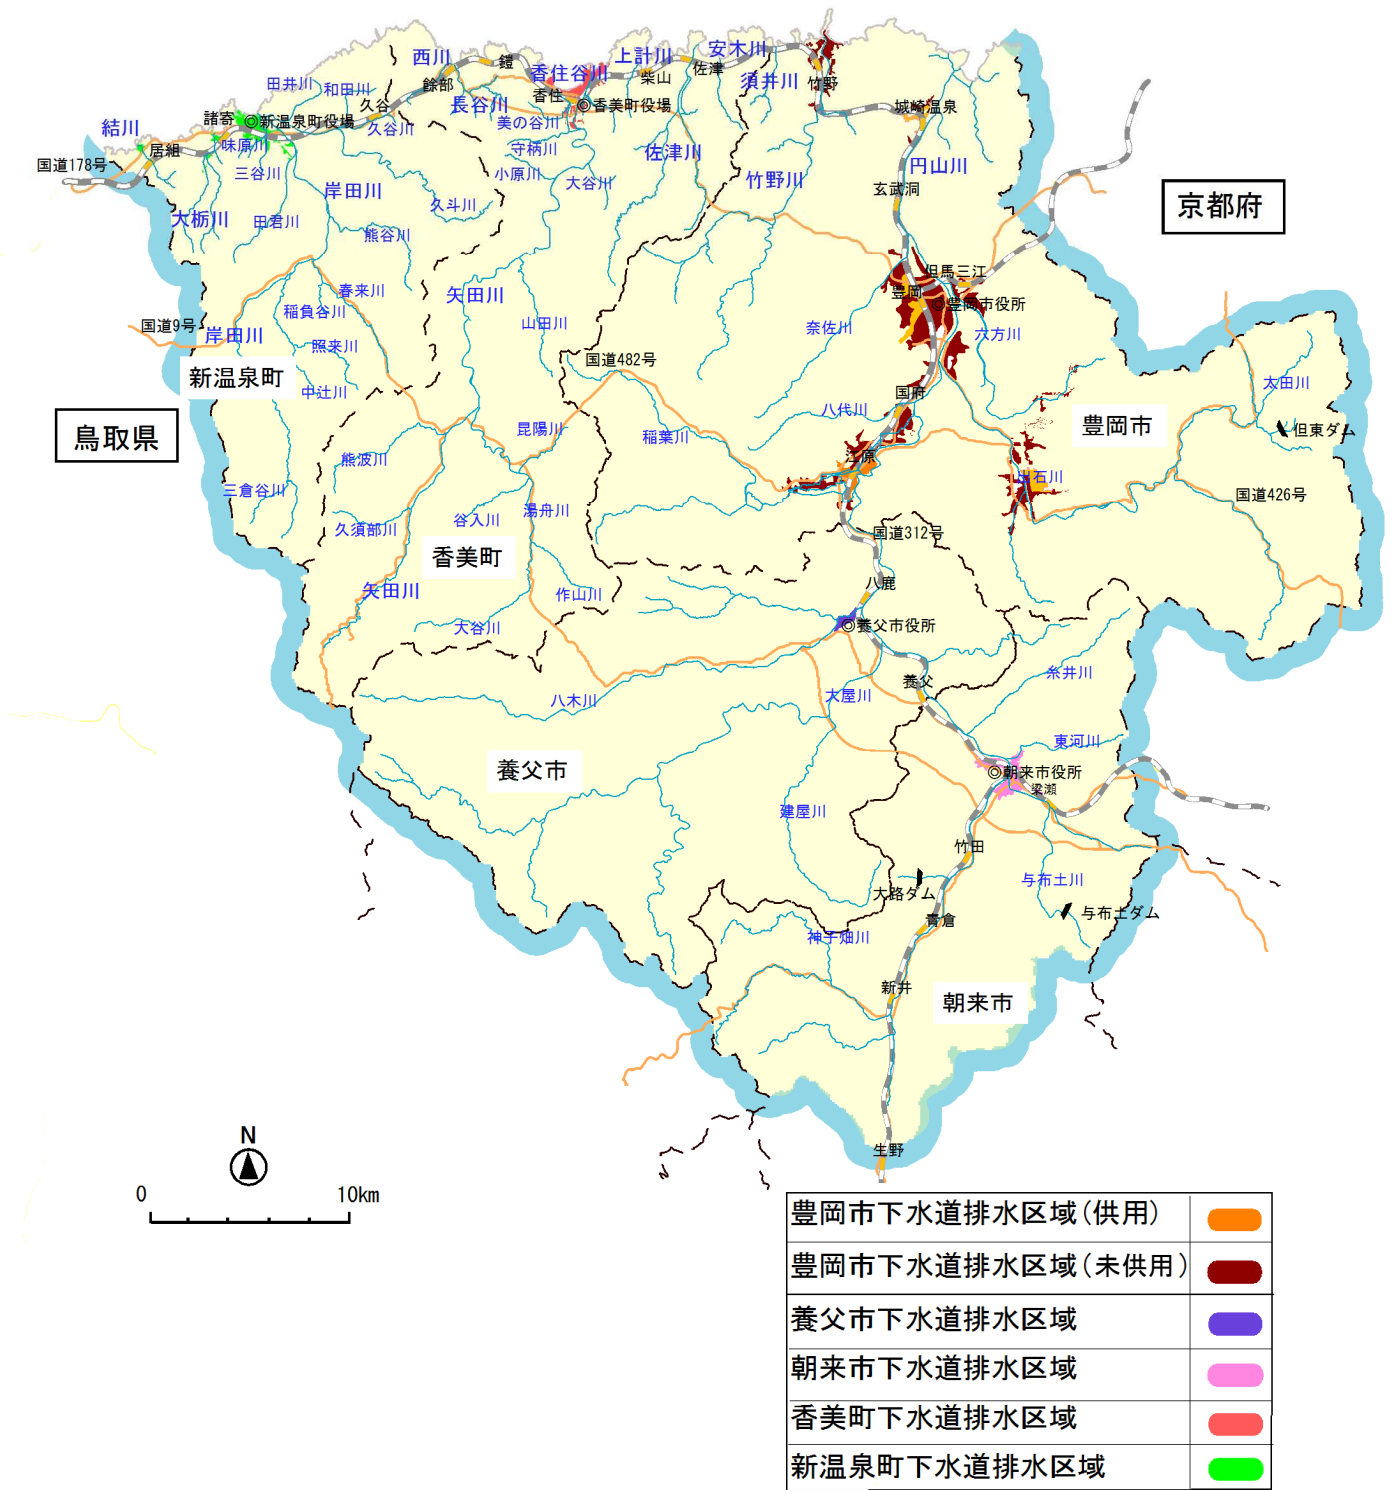 西川
鎧
上計川
安木川
佐津
香住谷川
柴山
須井川
竹野
田井川
和田川
餘部
久谷
長谷川
香住
◎香美町役場
城崎温泉
諸寄
◎新温泉町役場
結川
久谷川
美の谷川
味原川
居組
守柄川
佐津川
国道178号
三谷川
小原川
大谷川
竹野川
円山川
岸田川
玄武洞
京都府
大栃川
田君川
久斗川
熊谷川
但馬三江
春来川
矢田川
豊岡
◎豊岡市役所
稲負谷川
山田川
奈佐川
六方川
国道9号
岸田川
照来川
国道482号
新温泉町
中辻川
国府
太田川
八代川
豊岡市
鳥取県
昆陽川
稲葉川
但東ダム
熊波川
江原
出石川
三倉谷川
国道426号
湯舟川
谷入川
久須部川
国道312号
香美町
八鹿
矢田川
作山川
大谷川
◎養父市役所
糸井川
養父
八木川
大屋川
東河川
養父市
◎朝来市役所
梁瀬
建屋川
竹田
与布土川
大路ダム
与布土ダム
青倉
神子畑川
新井
朝来市
N
生野
0
10km
豊岡市下水道排水区域(供用)
豊岡市下水道排水区域(未供用)
養父市下水道排水区域
朝来市下水道排水区域
香美町下水道排水区域
新温泉町下水道排水区域